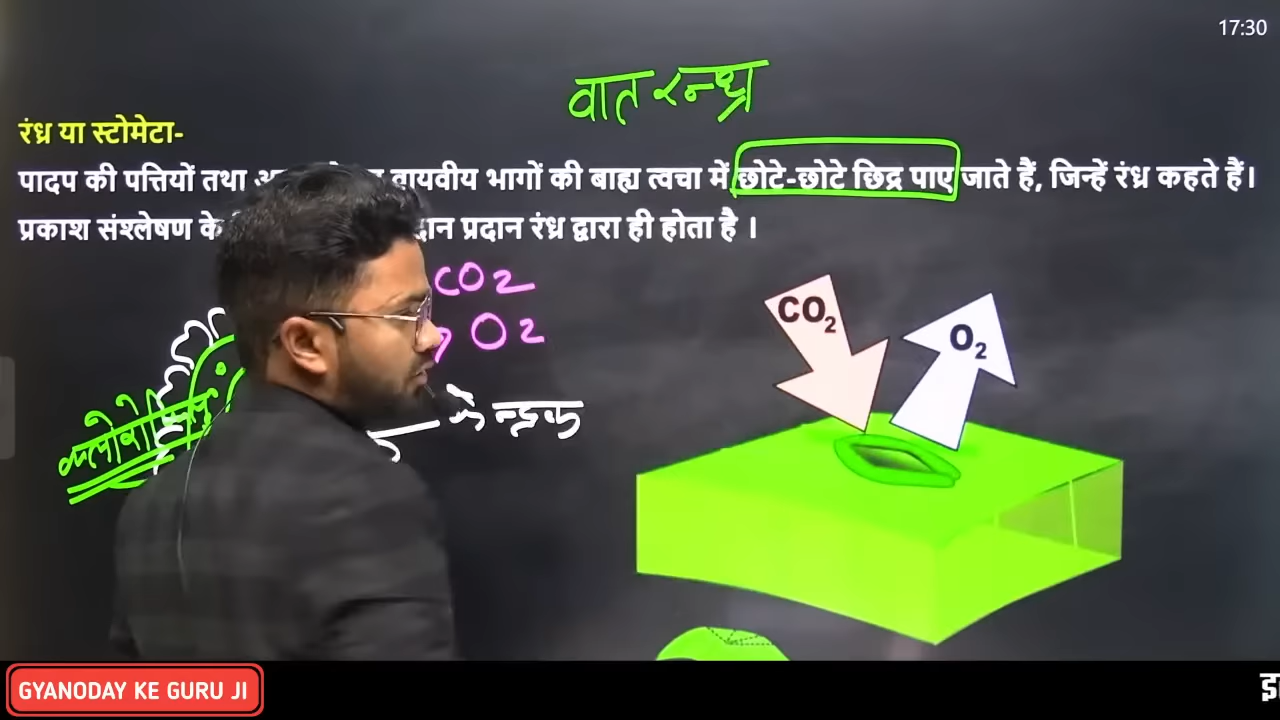 17:30
वातरन्ध्र
रंध्र या स्टोमेटा-
पादप की पत्तियों तथा वायवीय भागों की बाह्य त्वचा में छोटे-छोटे छिद्र पाए जाते हैं, जिन्हें रंध्र कहते हैं।
प्रकाश संश्लेषण के प्रदान रंध्र द्वारा ही होता है ।
CO2
O2
CO2
O2
केन्द्रक
GYANODAY KE GURU JI